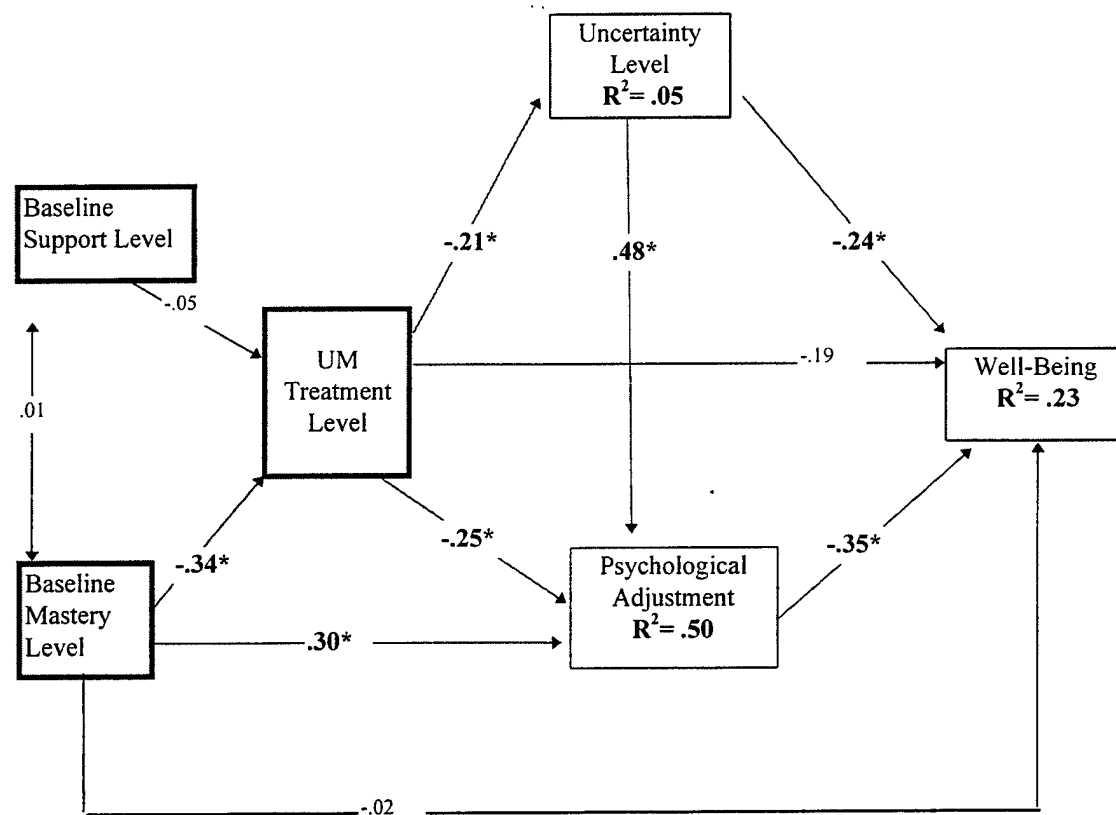 Uncertainty
Level
R²= .05
Baseline
Support Level
-.21*
.48*
-.24*
-.05
UM
Treatment
Level
-.19
Well-Being
R²= .23
.01
-.34*
-.25*
-.35*
Baseline
Mastery
Level
Psychological
Adjustment
R²= .50
.30*
-.02